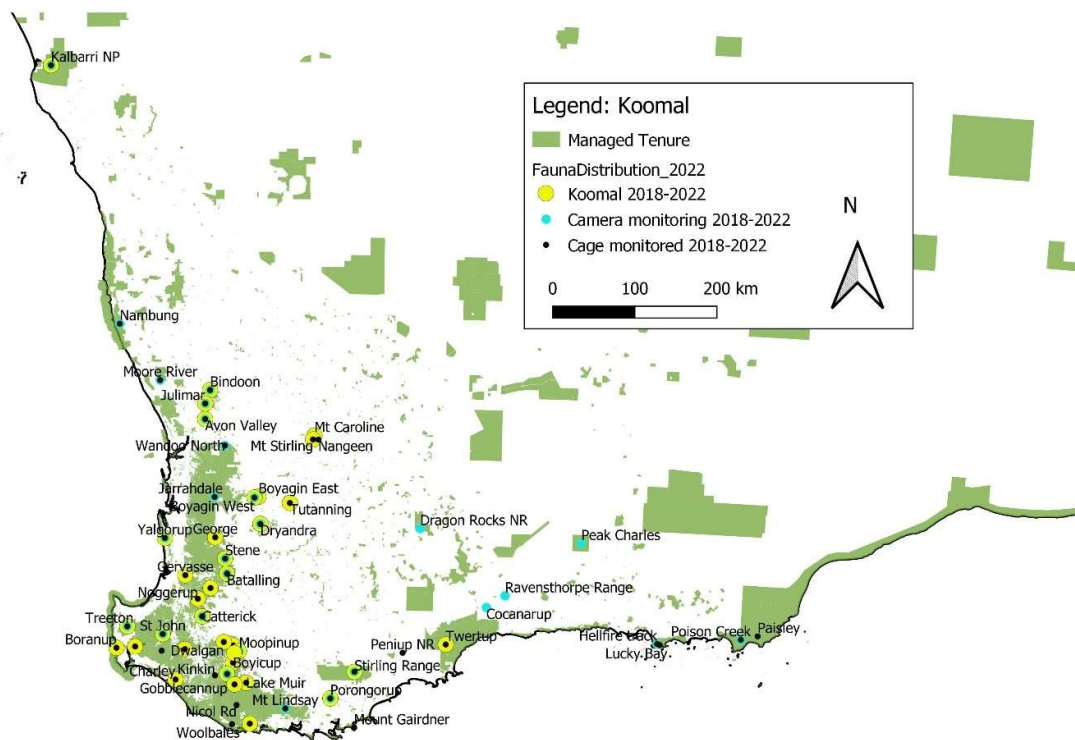 Kalbarri NP
Legend: Koomal
Managed Tenure
FaunaDistribution_2022
Koomal 2018-2022
Camera monitoring 2018-2022
Cage monitored 2018-2022
N
0 100 200 km
Nambung
Moore River
Bindoon
Julimar
Avon Valley
Mt Caroline
Wandoo North
Mt Stirling Nangeen
Jarrahdale
Boyagin East
Boyagin West
Tutanning
Dragon Rocks NR
Yalgorup
George
Dryandra
Peak Charles
Stene
Gervasse
Batalling
Noggerup
Ravensthorpe Range
Catterick
Cocanarup
Treeton
St John
Boranup
Dwalgan
Moopinup
Peniup NR
Twertup
Hellfire track
Poison Creek
Paisley
Lucky Bay
Charley
Kinkin
Boyicup
Stirling Range
Gobblecannup
Lake Muir
Porongorup
Mt Lindsay
Nicol Rd
Mount Gairdner
Woolbales